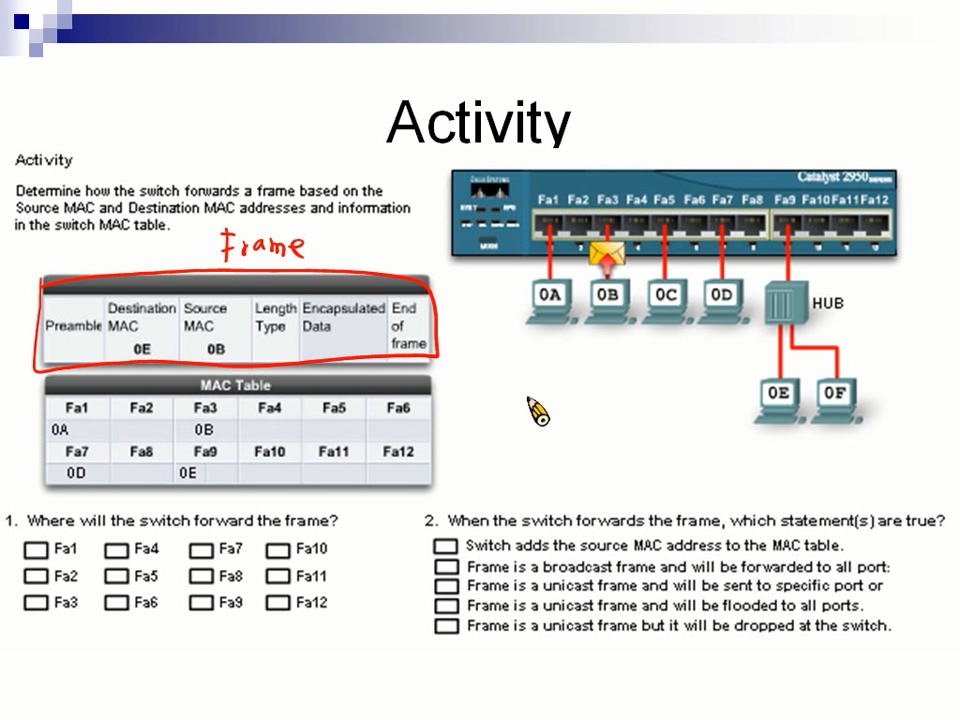 Activity
Activity
Determine how the switch forwards a frame based on the
Source MAC and Destination MAC addresses and information
in the switch MAC table.
Frame
Preamble Destination MAC 0E Source MAC 0B Length Type Encapsulated Data End of frame
MAC Table
Fa1 Fa2 Fa3 Fa4 Fa5 Fa6
0A 0B
Fa7 Fa8 Fa9 Fa10 Fa11 Fa12
0D 0E
Catalyst 2950
Fa1 Fa2 Fa3 Fa4 Fa5 Fa6 Fa7 Fa8 Fa9 Fa10 Fa11 Fa12
MODE
0A 0B 0C 0D HUB
0E 0F
1. Where will the switch forward the frame?
Fa1 Fa4 Fa7 Fa10
Fa2 Fa5 Fa8 Fa11
Fa3 Fa6 Fa9 Fa12
2. When the switch forwards the frame, which statement(s) are true?
Switch adds the source MAC address to the MAC table.
Frame is a broadcast frame and will be forwarded to all port:
Frame is a unicast frame and will be sent to specific port or
Frame is a unicast frame and will be flooded to all ports.
Frame is a unicast frame but it will be dropped at the switch.